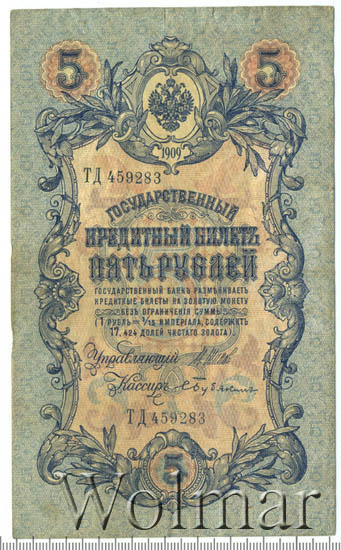 5 5
1909
ТД 459283
ГОСУДАРСТВЕННЫЙ
КРЕДИТНЫЙ БИЛЕТЪ
ПЯТЬ РУБЛЕЙ
ГОСУДАРСТВЕННЫЙ БАНКЪ РАЗМѢНИВАЕТЪ
КРЕДИТНЫЕ БИЛЕТЫ НА ЗОЛОТУЮ МОНЕТУ
БЕЗЪ ОГРАНИЧЕНІЯ СУММЫ
(1 РУБЛЬ = 1/15 ИМПЕРІАЛА, СОДЕРЖИТЪ
17,424 ДОЛЕЙ ЧИСТАГО ЗОЛОТА).
Управляющій
Кассиръ
ТД 459283
5
Wolmar